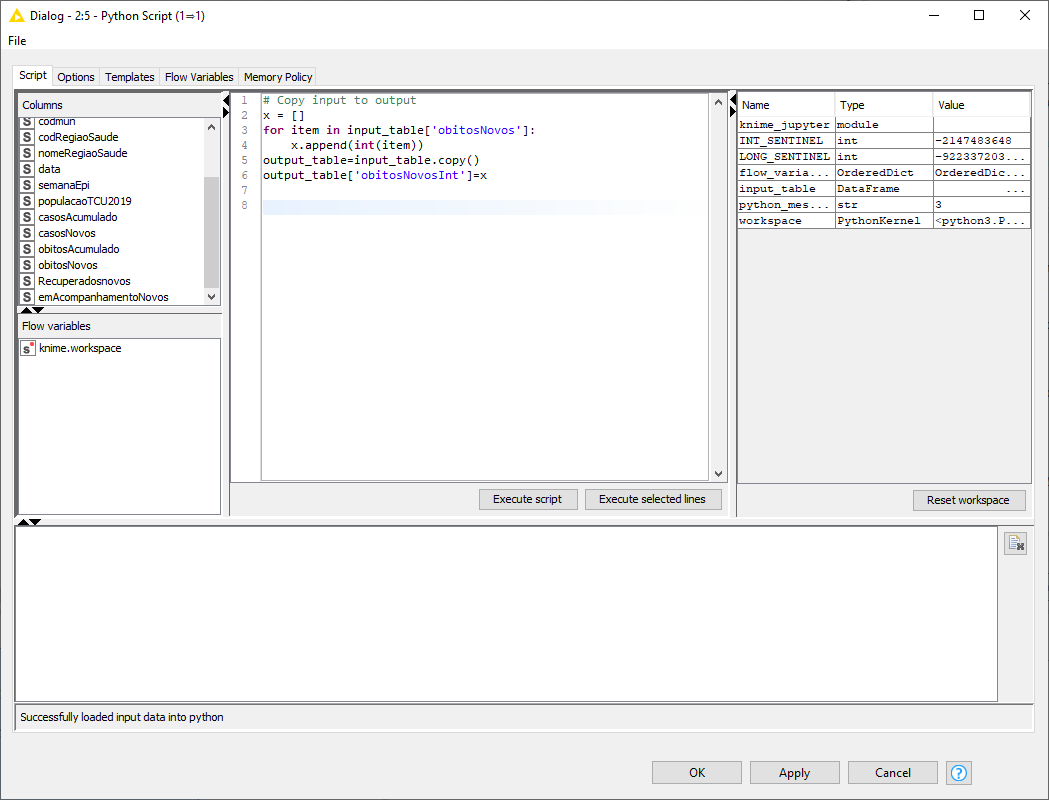 Dialog - 2:5 - Python Script (1⇒1)
File
Script Options Templates Flow Variables Memory Policy
Columns
codmun
codRegiaoSaude
nomeRegiaoSaude
data
semanaEpi
populacaoTCU2019
casosAcumulado
casosNovos
obitosAcumulado
obitosNovos
Recuperadosnovos
emAcompanhamentoNovos
Flow variables
knime.workspace
1 # Copy input to output
2 x = []
3 for item in input_table['obitosNovos']:
4 x.append(int(item))
5 output_table=input_table.copy()
6 output_table['obitosNovosInt']=x
7
8
Execute script Execute selected lines
Name Type Value
knime_jupyter module
INT_SENTINEL int -2147483648
LONG_SENTINEL int -922337203...
flow_varia... OrderedDict OrderedDic...
input_table DataFrame ...
python_mes... str 3
workspace PythonKernel <python3.P...
Reset workspace
Successfully loaded input data into python
OK Apply Cancel ?